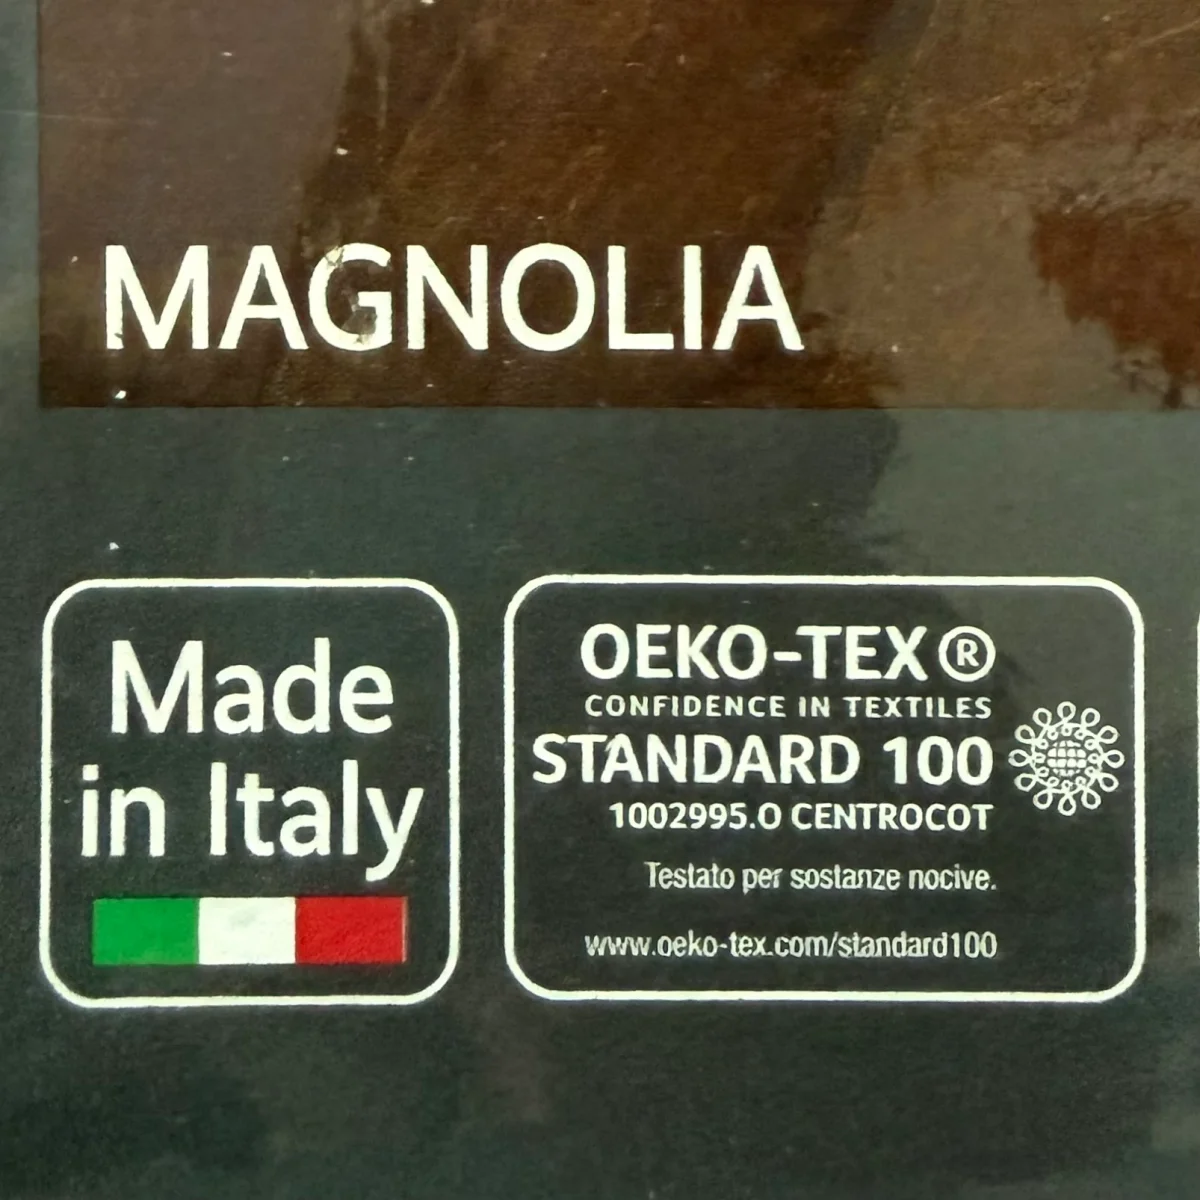 MAGNOLIA
Made
in Italy
OEKO-TEX®
CONFIDENCE IN TEXTILES
STANDARD 100
1002995.O CENTROCOT
Testato per sostanze nocive.
www.oeko-tex.com/standard100